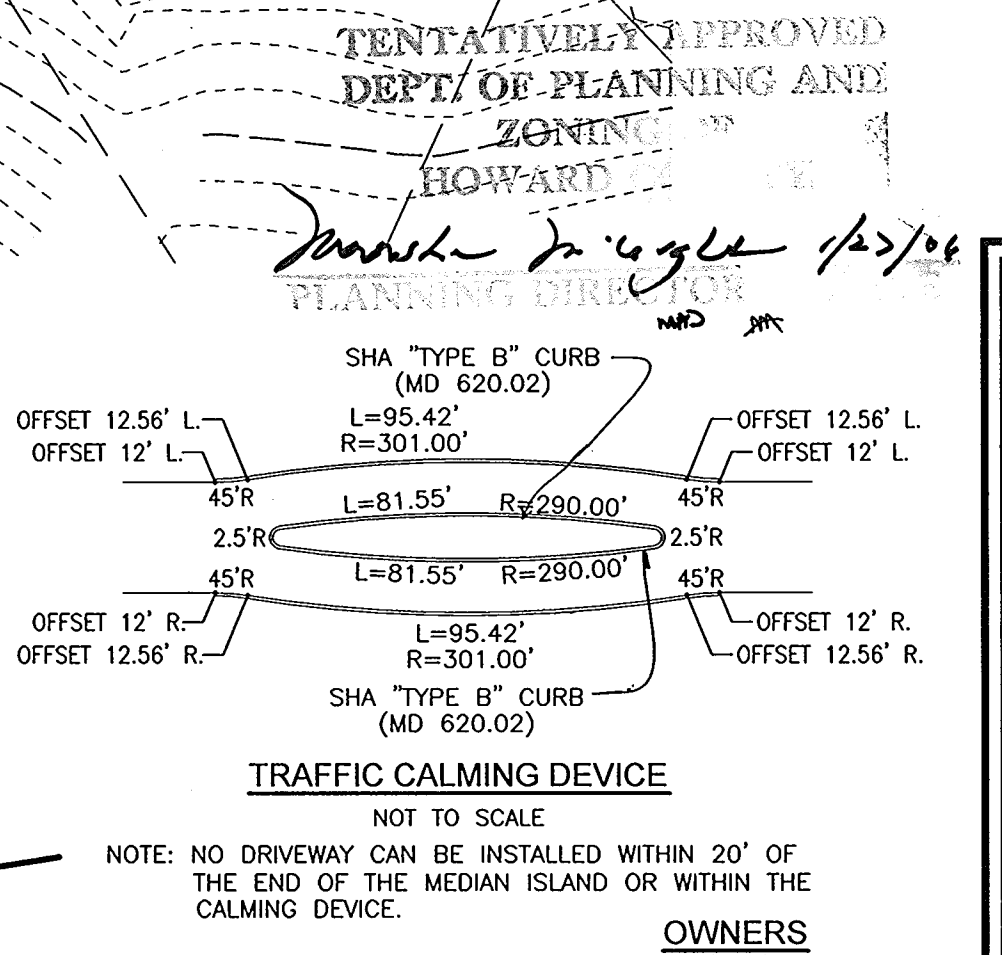 TENTATIVELY APPROVED
DEPT. OF PLANNING AND
ZONING
HOWARD
PLANNING DIRECTOR
SHA "TYPE B" CURB
(MD 620.02)
OFFSET 12.56' L.
L=95.42'
OFFSET 12.56' L.
OFFSET 12' L.
R=301.00'
OFFSET 12' L.
45'R
45'R
L=81.55' R=290.00'
2.5'R
2.5'R
L=81.55' R=290.00'
45'R
45'R
OFFSET 12' R.
L=95.42'
OFFSET 12' R.
OFFSET 12.56' R.
R=301.00'
OFFSET 12.56' R.
SHA "TYPE B" CURB
(MD 620.02)
TRAFFIC CALMING DEVICE
NOT TO SCALE
NOTE: NO DRIVEWAY CAN BE INSTALLED WITHIN 20' OF
THE END OF THE MEDIAN ISLAND OR WITHIN THE
CALMING DEVICE.
OWNERS